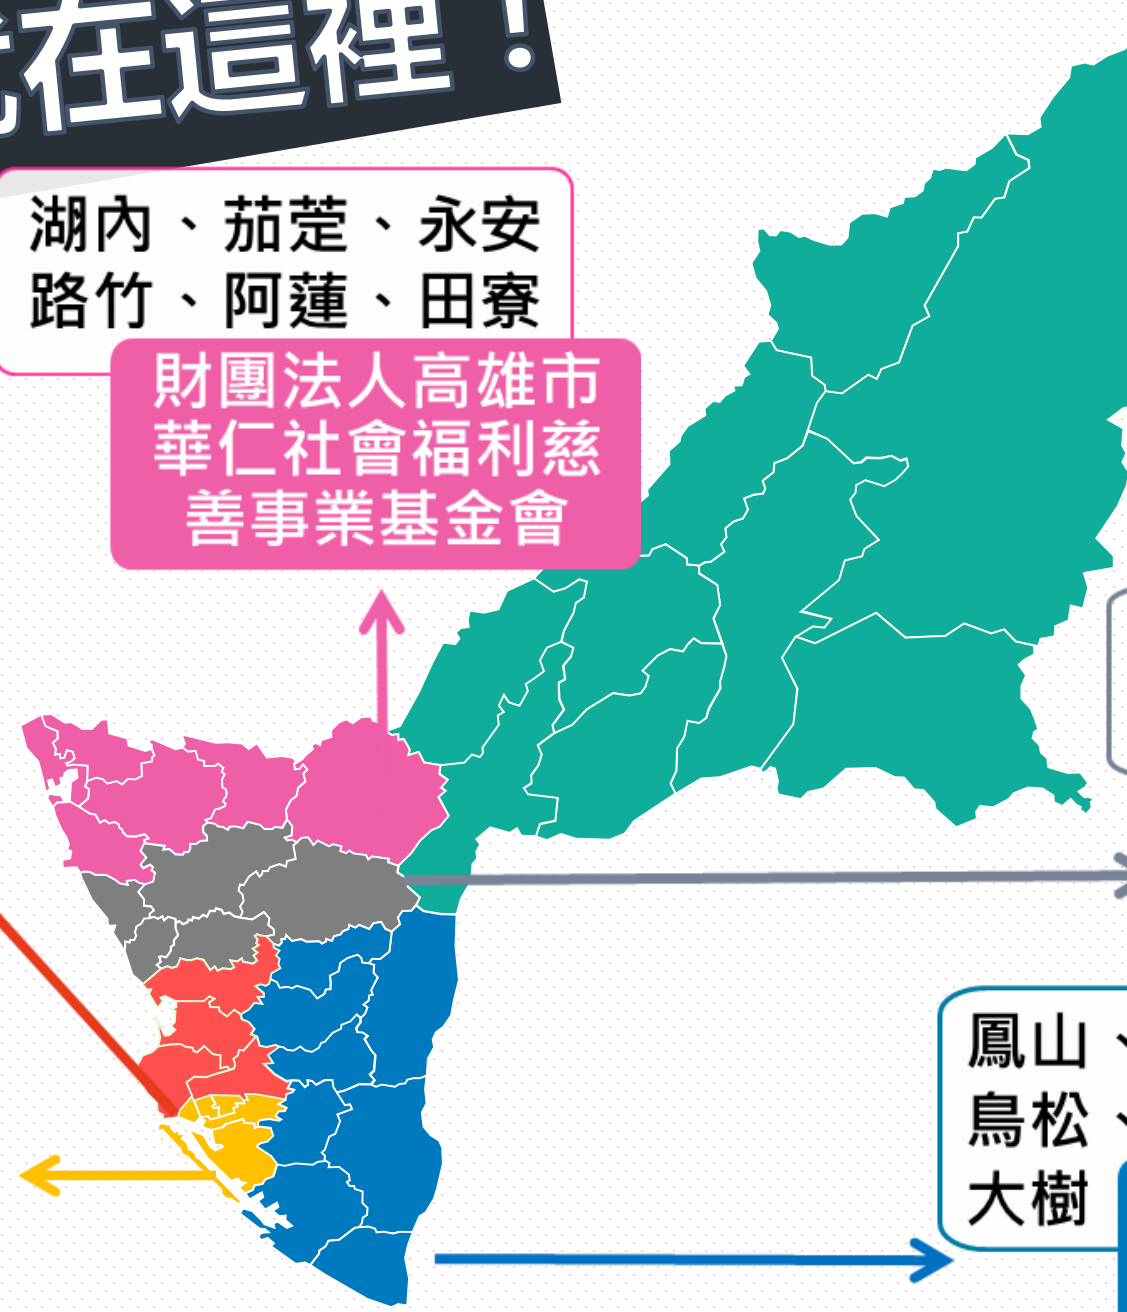 在這裡！
湖內、茄萣、永安
路竹、阿蓮、田寮
財團法人高雄市
華仁社會福利慈
善事業基金會
鳳山、
鳥松、
大樹